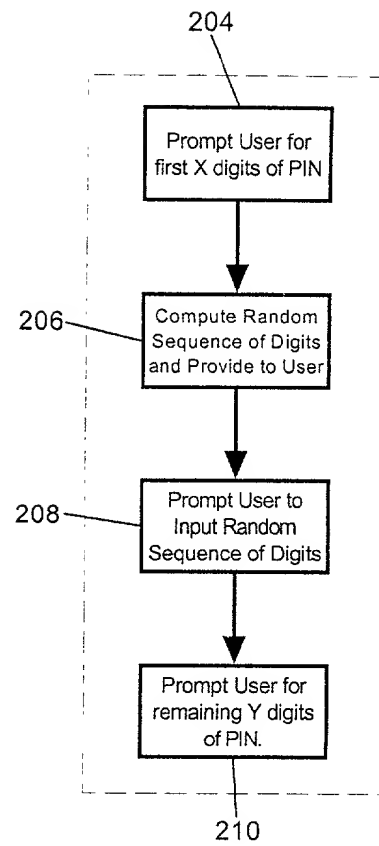 204
Prompt User for
first X digits of PIN
206
Compute Random
Sequence of Digits
and Provide to User
208
Prompt User to
Input Random
Sequence of Digits
Prompt User for
remaining Y digits
of PIN.
210